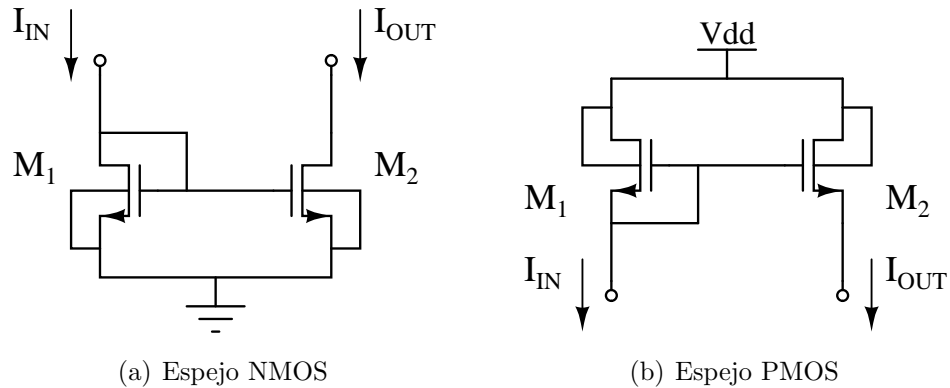 I_IN I_OUT
M_1 M_2
(a) Espejo NMOS
Vdd
M_1 M_2
I_IN I_OUT
(b) Espejo PMOS